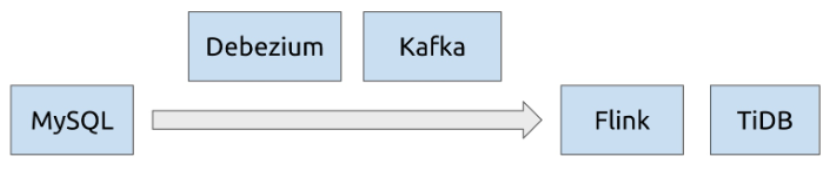 Debezium
Kafka
MySQL
Flink
TiDB